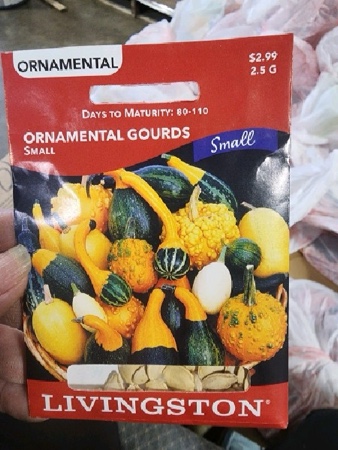 ORNAMENTAL
$2.99
2.5 G
DAYS TO MATURITY: 80-110
ORNAMENTAL GOURDS
SMALL
Small
LIVINGSTON®